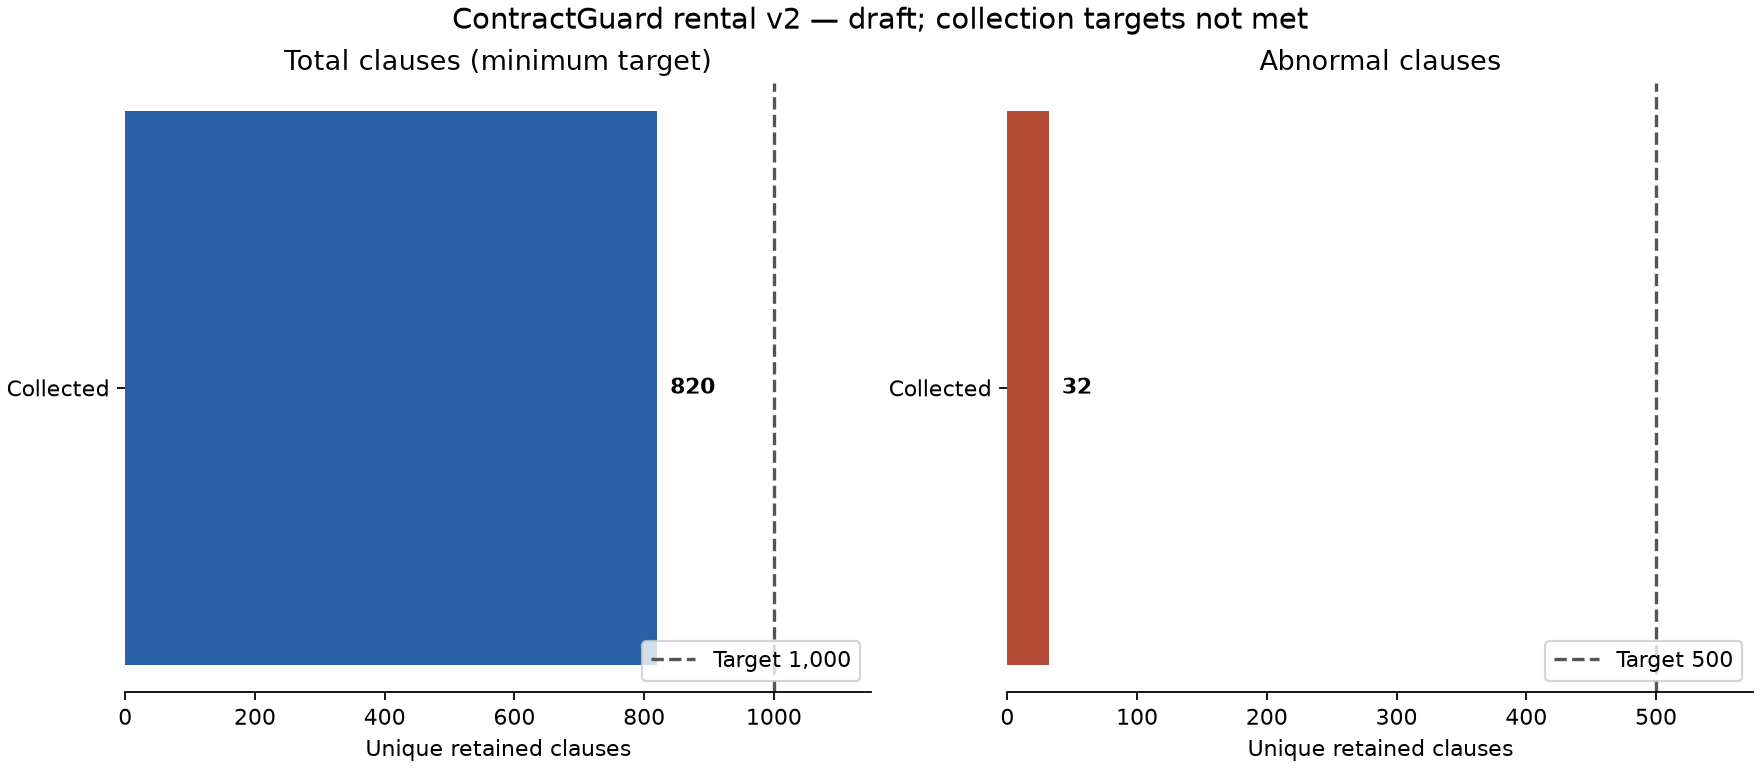 ContractGuard rental v2 — draft; collection targets not met
Total clauses (minimum target)
Collected
820
Target 1,000
0 200 400 600 800 1000
Unique retained clauses
Abnormal clauses
Collected
32
Target 500
0 100 200 300 400 500
Unique retained clauses